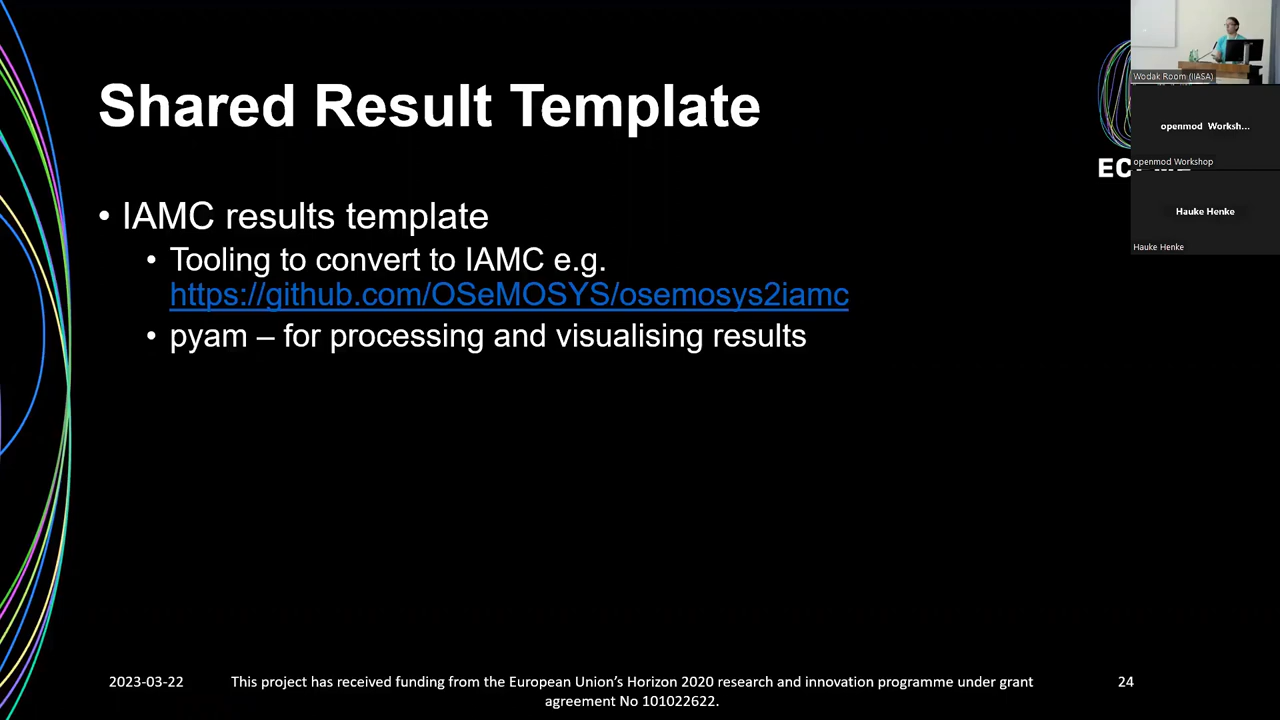 Shared Result Template
• IAMC results template
• Tooling to convert to IAMC e.g.
https://github.com/OSeMOSYS/osemosys2iamc
• pyam – for processing and visualising results
Wodak Room (IIASA)
openmod Worksh...
openmod Workshop
Hauke Henke
Hauke Henke
2023-03-22
This project has received funding from the European Union’s Horizon 2020 research and innovation programme under grant
agreement No 101022622.
24